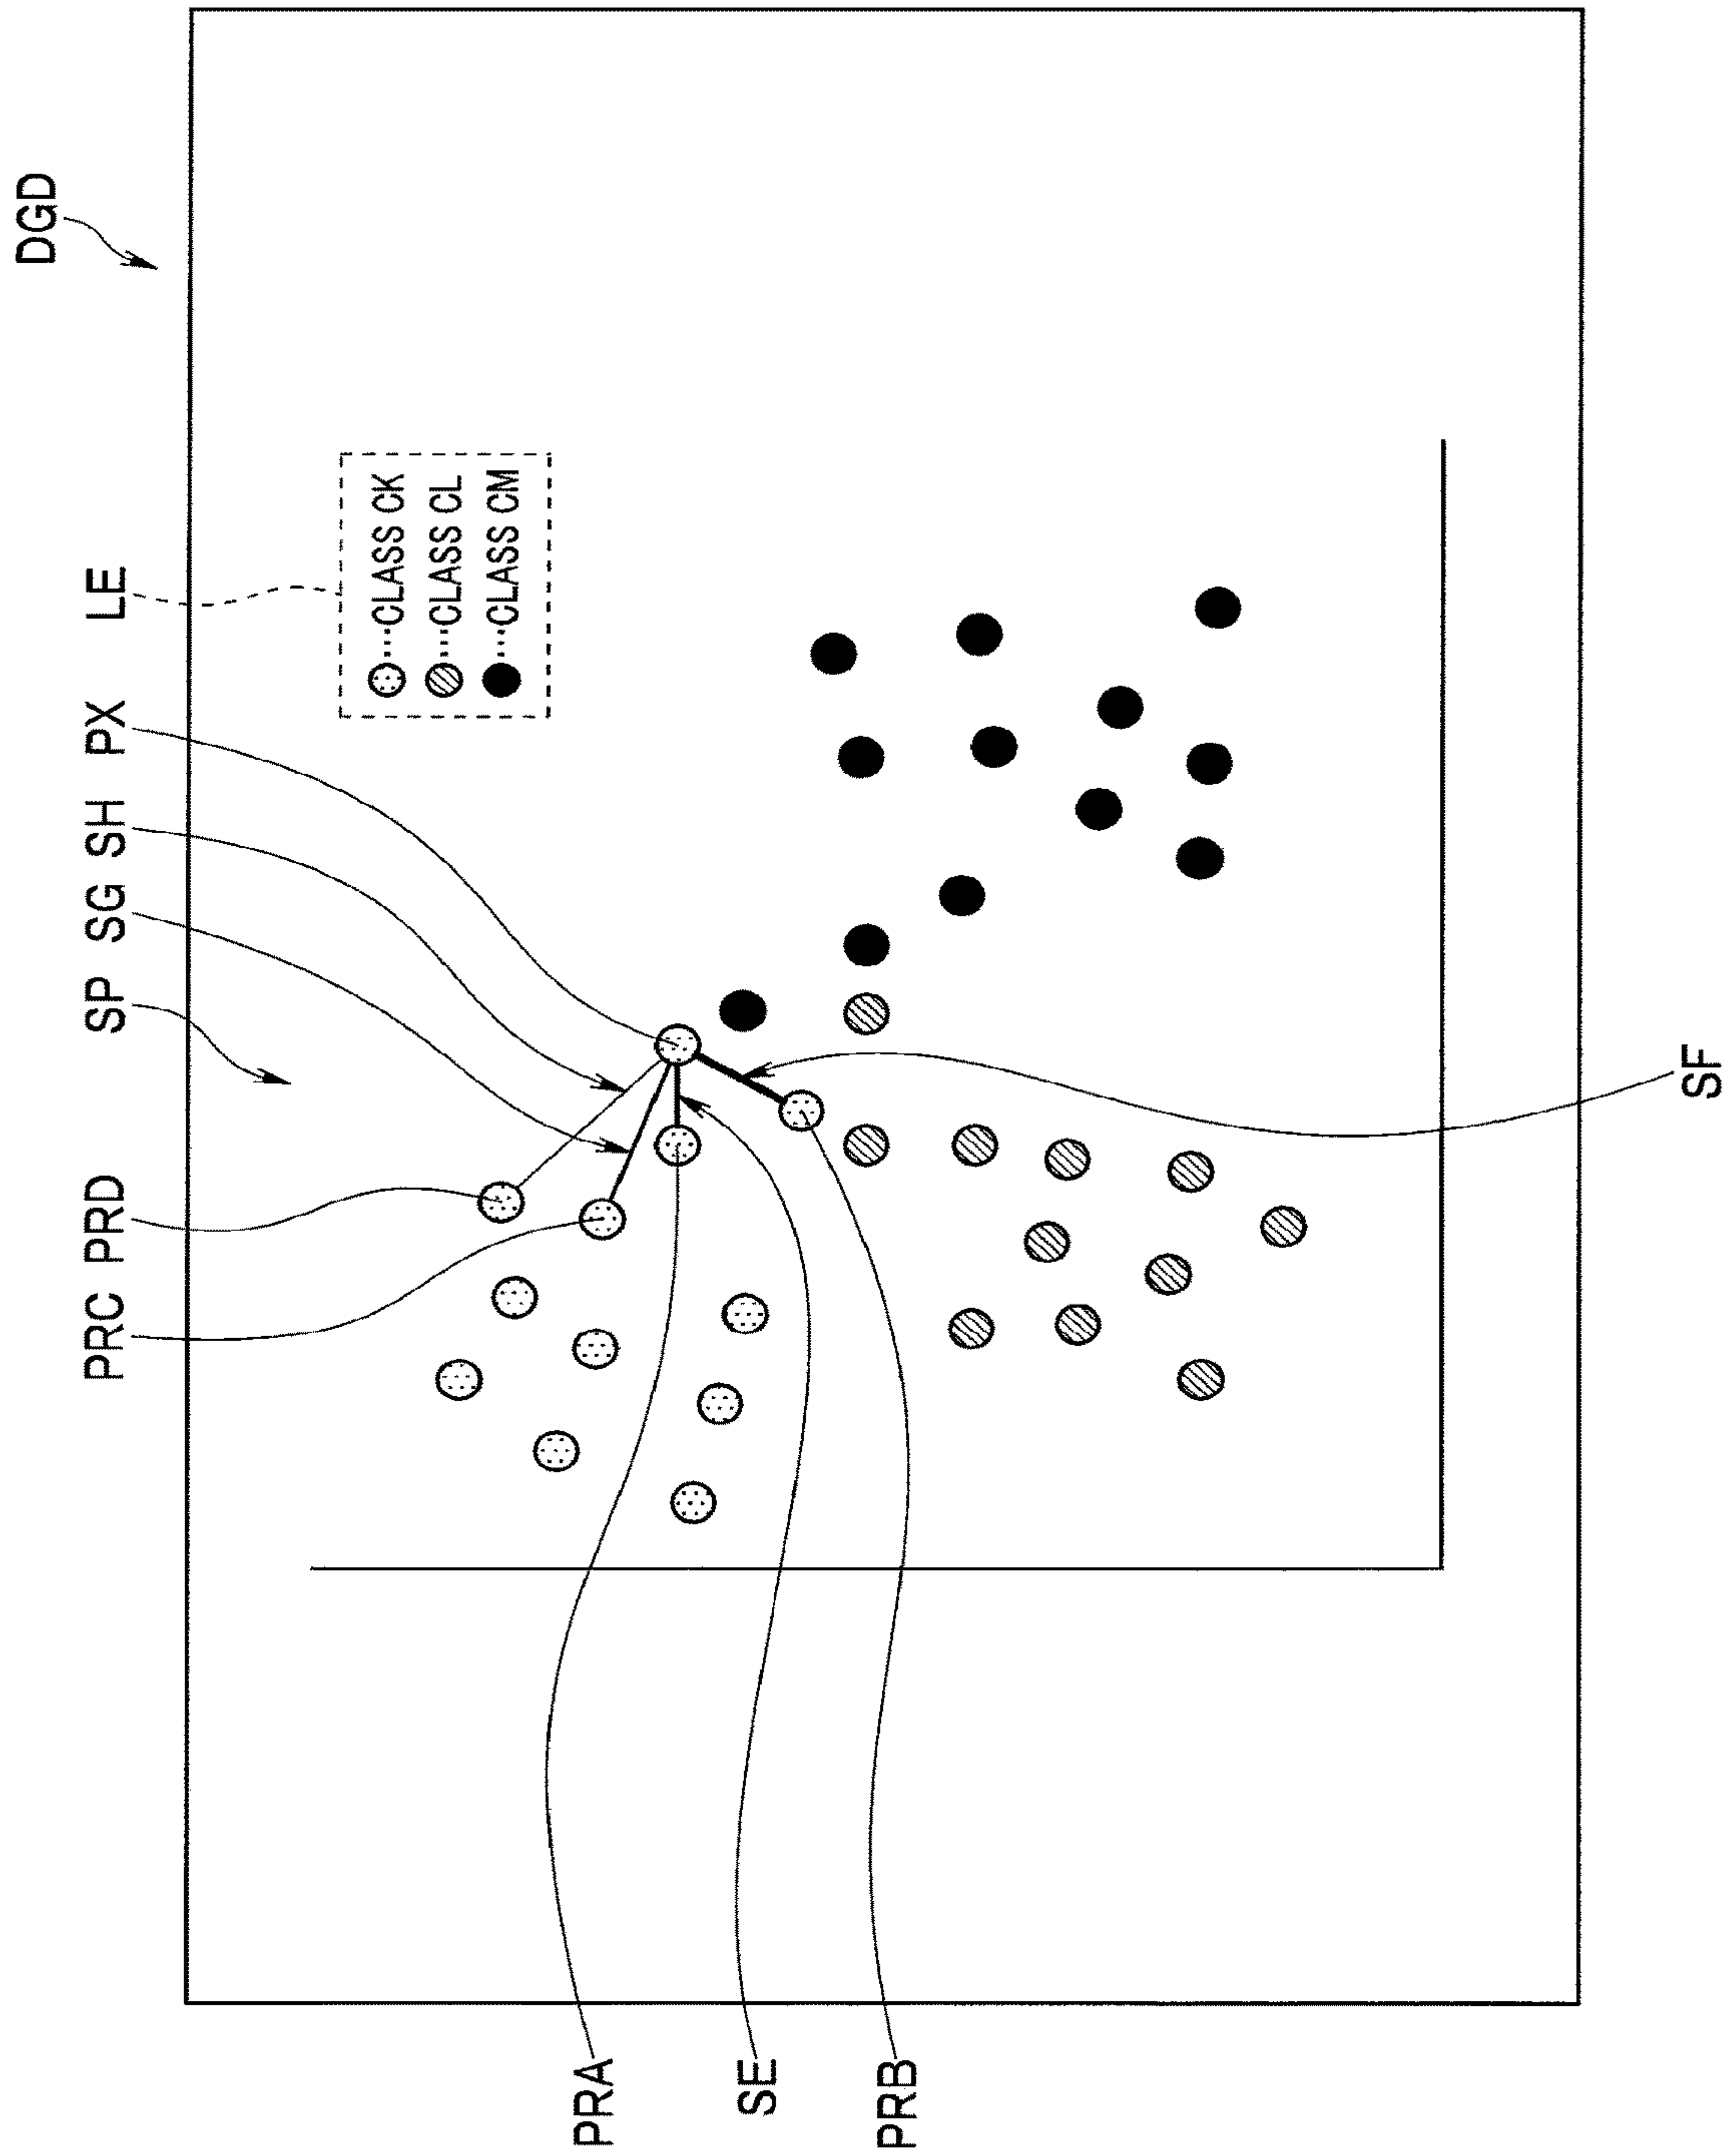 DGD
PRC PRD SP SG SH PX LE
···CLASS CK
···CLASS CL
···CLASS CM
PRA
SE
PRB
SF